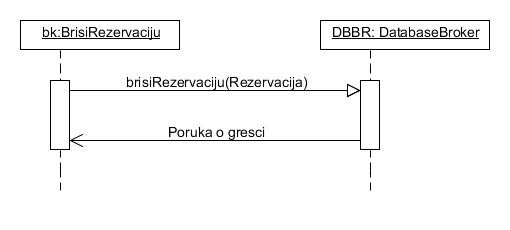 bk:BrisiRezervaciju
DBBR: DatabaseBroker
brisiRezervaciju(Rezervacija)
Poruka o gresci